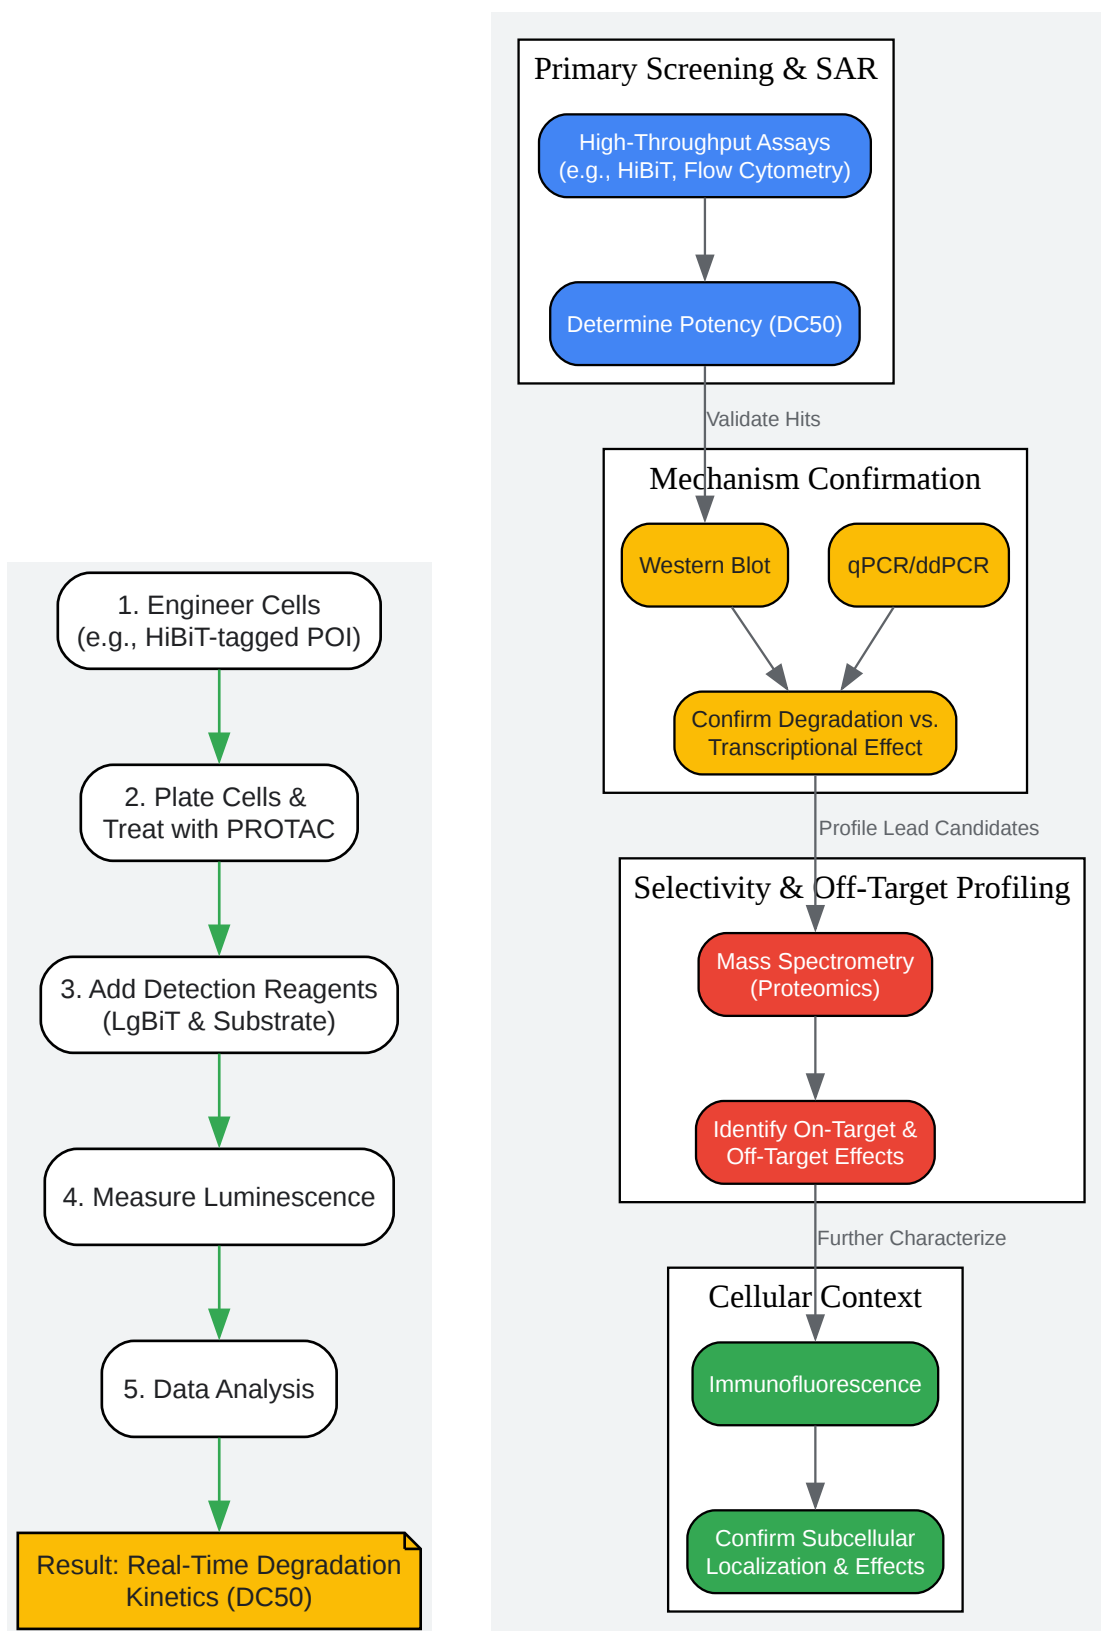 1. Engineer Cells
(e.g., HiBiT-tagged POI)
2. Plate Cells &
Treat with PROTAC
3. Add Detection Reagents
(LgBiT & Substrate)
4. Measure Luminescence
5. Data Analysis
Result: Real-Time Degradation
Kinetics (DC50)
Primary Screening & SAR
High-Throughput Assays
(e.g., HiBiT, Flow Cytometry)
Determine Potency (DC50)
Validate Hits
Mechanism Confirmation
Western Blot
qPCR/ddPCR
Confirm Degradation vs.
Transcriptional Effect
Profile Lead Candidates
Selectivity & Off-Target Profiling
Mass Spectrometry
(Proteomics)
Identify On-Target &
Off-Target Effects
Further Characterize
Cellular Context
Immunofluorescence
Confirm Subcellular
Localization & Effects